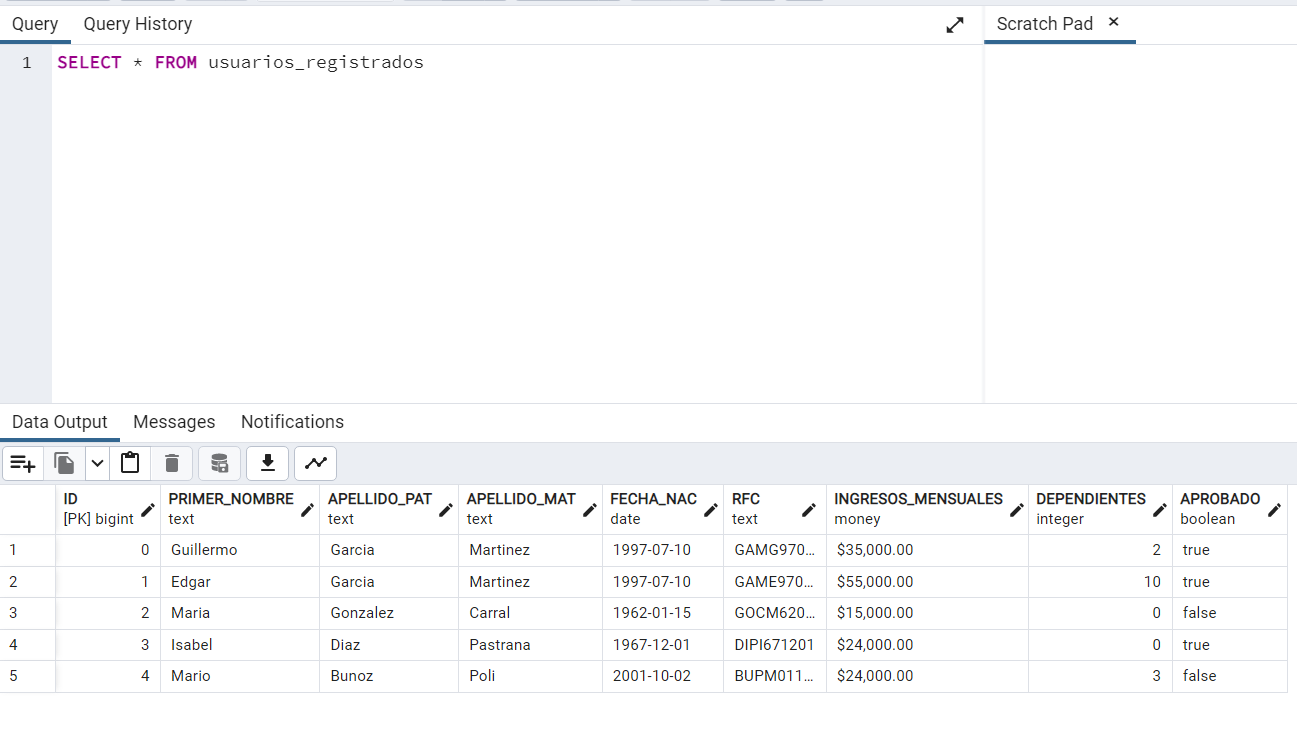 Query Query History Scratch Pad ×
1 SELECT * FROM usuarios_registrados
Data Output Messages Notifications
ID PRIMER_NOMBRE APELLIDO_PAT APELLIDO_MAT FECHA_NAC RFC INGRESOS_MENSUALES DEPENDIENTES APROBADO
[PK] bigint text text text date text money integer boolean
1 0 Guillermo Garcia Martinez 1997-07-10 GAMG970... $35,000.00 2 true
2 1 Edgar Garcia Martinez 1997-07-10 GAME970... $55,000.00 10 true
3 2 Maria Gonzalez Carral 1962-01-15 GOCM620... $15,000.00 0 false
4 3 Isabel Diaz Pastrana 1967-12-01 DIPI671201 $24,000.00 0 true
5 4 Mario Bunoz Poli 2001-10-02 BUPM011... $24,000.00 3 false